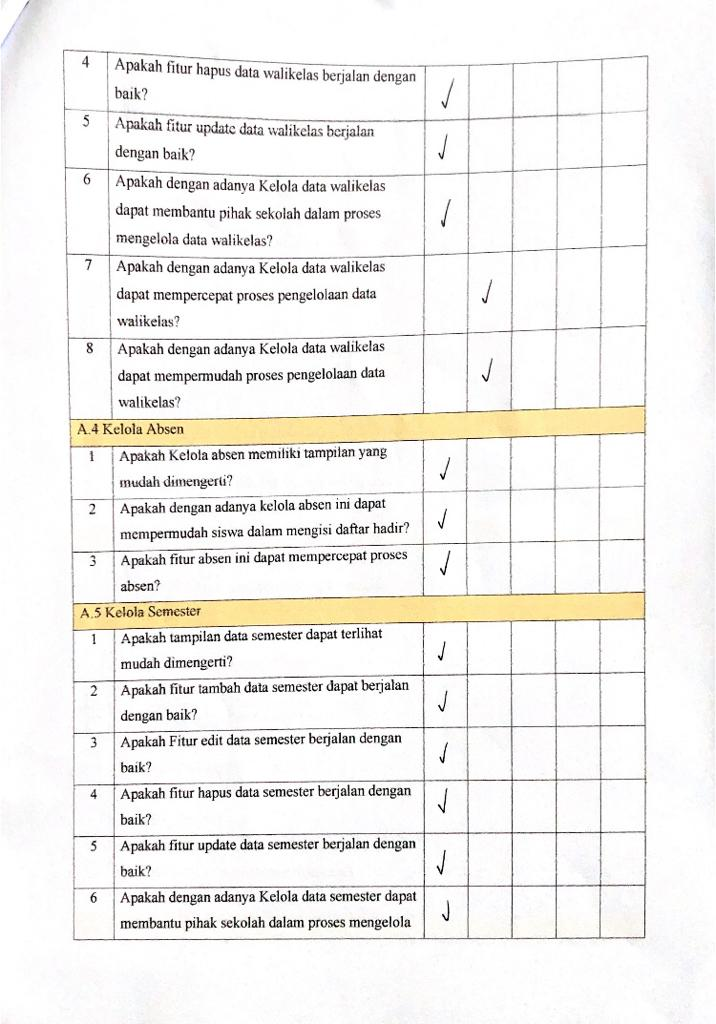 4 Apakah fitur hapus data walikelas berjalan dengan
baik? ✓
5 Apakah fitur update data walikelas berjalan
dengan baik? ✓
6 Apakah dengan adanya Kelola data walikelas
dapat membantu pihak sekolah dalam proses ✓
mengelola data walikelas?
7 Apakah dengan adanya Kelola data walikelas
dapat mempercepat proses pengelolaan data ✓
walikelas?
8 Apakah dengan adanya Kelola data walikelas
dapat mempermudah proses pengelolaan data ✓
walikelas?
A.4 Kelola Absen
1 Apakah Kelola absen memiliki tampilan yang
mudah dimengerti? ✓
2 Apakah dengan adanya kelola absen ini dapat
mempermudah siswa dalam mengisi daftar hadir? ✓
3 Apakah fitur absen ini dapat mempercepat proses ✓
absen?
A.5 Kelola Semester
1 Apakah tampilan data semester dapat terlihat
mudah dimengerti? ✓
2 Apakah fitur tambah data semester dapat berjalan
dengan baik? ✓
3 Apakah Fitur edit data semester berjalan dengan
baik? ✓
4 Apakah fitur hapus data semester berjalan dengan ✓
baik?
5 Apakah fitur update data semester berjalan dengan
baik? ✓
6 Apakah dengan adanya Kelola data semester dapat
membantu pihak sekolah dalam proses mengelola ✓